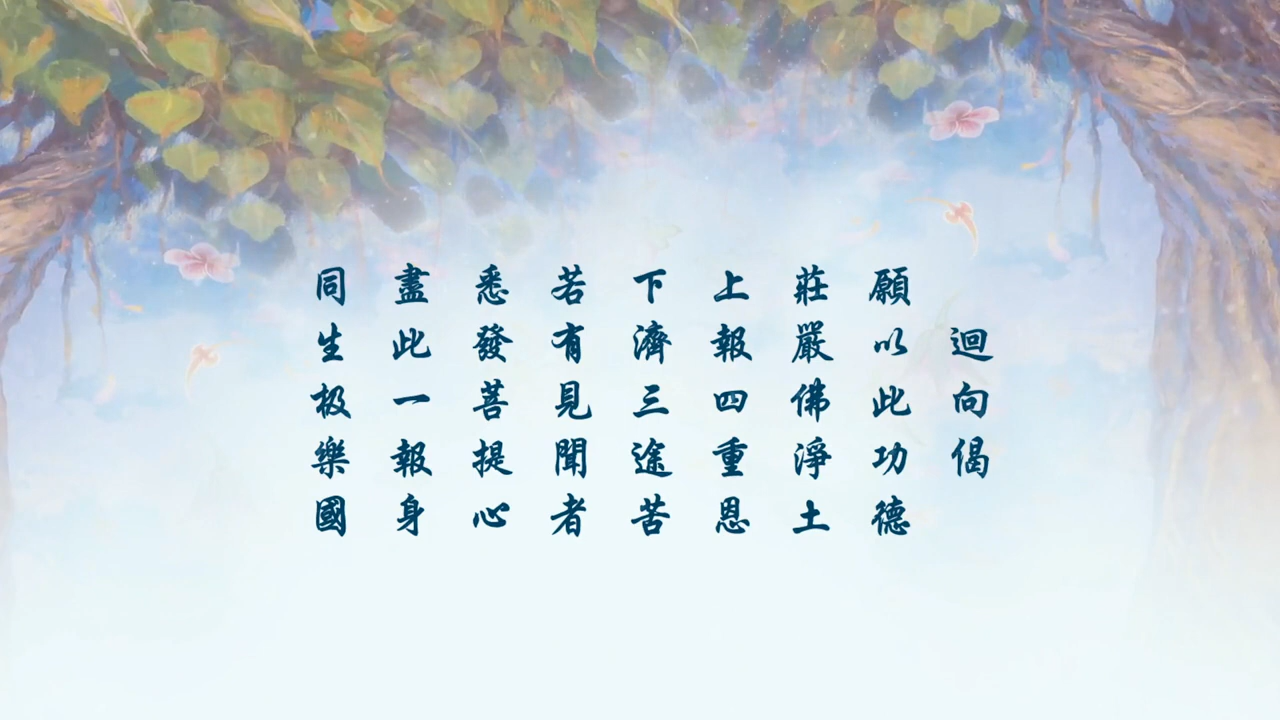 迴向偈
願以此功德
莊嚴佛淨土
上報四重恩
下濟三途苦
若有見聞者
悉發菩提心
盡此一報身
同生极樂國